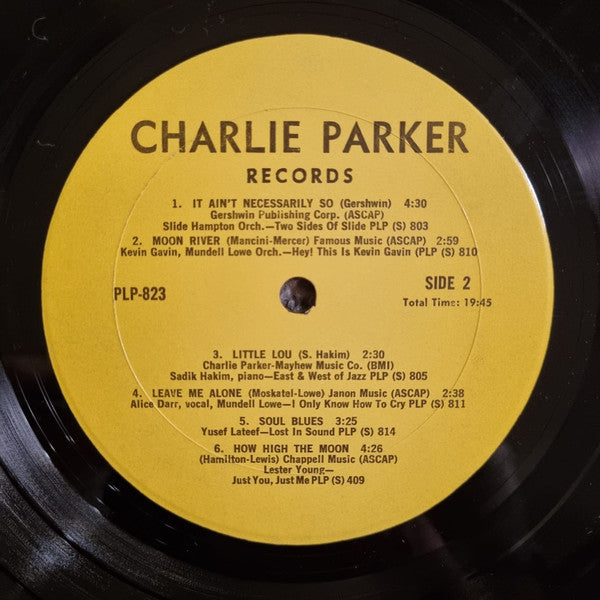 CHARLIE PARKER
RECORDS
1. IT AIN'T NECESSARILY SO (Gershwin) 4:30
Gershwin Publishing Corp. (ASCAP)
Slide Hampton Orch.—Two Sides Of Slide PLP (S) 803
2. MOON RIVER (Mancini-Mercer) Famous Music (ASCAP) 2:59
Kevin Gavin, Mundell Lowe Orch.—Hey! This Is Kevin Gavin (PLP (S) 810
PLP-823
SIDE 2
Total Time: 19:45
3. LITTLE LOU (S. Hakim) 2:30
Charlie Parker-Mayhew Music Co. (BMI)
Sadik Hakim, piano—East & West of Jazz PLP (S) 805
4. LEAVE ME ALONE (Moskatel-Lowe) Janon Music (ASCAP) 2:38
Alice Darr, vocal, Mundell Lowe—I Only Know How To Cry PLP (S) 811
5. SOUL BLUES 3:25
Yusef Lateef—Lost In Sound PLP (S) 814
6. HOW HIGH THE MOON 4:26
(Hamilton-Lewis) Chappell Music (ASCAP)
Lester Young—
Just You, Just Me PLP (S) 409